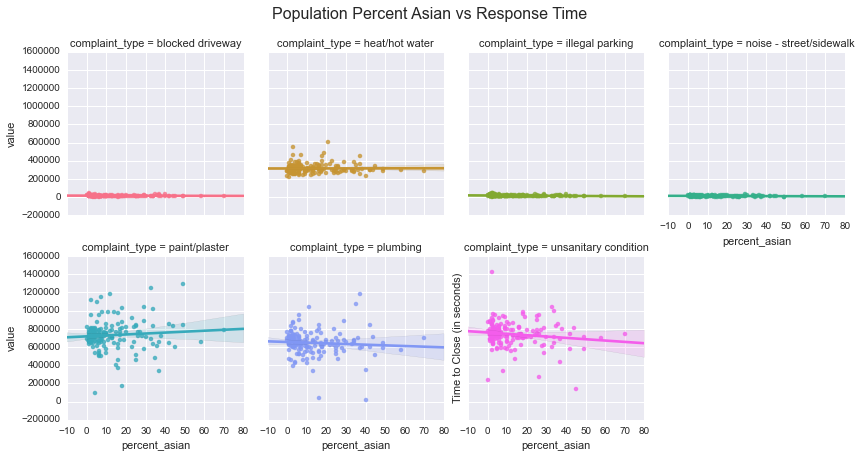 Population Percent Asian vs Response Time
complaint_type = blocked driveway
complaint_type = heat/hot water
complaint_type = illegal parking
complaint_type = noise - street/sidewalk
1600000
1400000
1200000
1000000
800000
600000
400000
200000
0
−200000
value
−10 0 10 20 30 40 50 60 70 80
percent_asian
complaint_type = paint/plaster
complaint_type = plumbing
complaint_type = unsanitary condition
1600000
1400000
1200000
1000000
800000
600000
400000
200000
0
−200000
value
Time to Close (in seconds)
−10 0 10 20 30 40 50 60 70 80
−10 0 10 20 30 40 50 60 70 80
−10 0 10 20 30 40 50 60 70 80
percent_asian
percent_asian
percent_asian